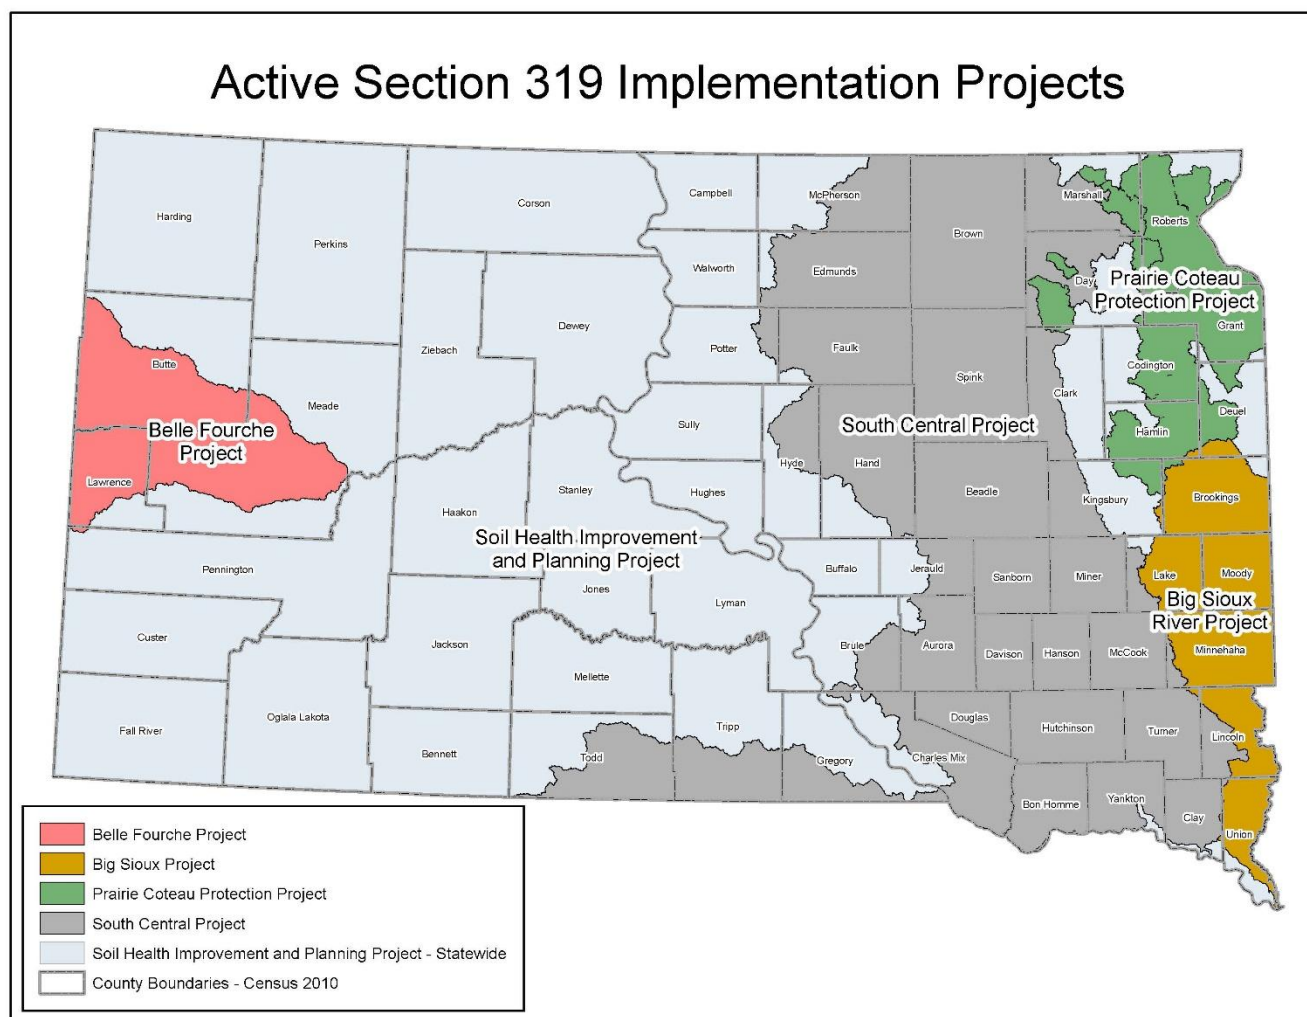 Active Section 319 Implementation Projects
Harding
Perkins
Corson
Campbell
McPherson
Marshall
Roberts
Brown
Walworth
Edmunds
Day
Prairie Coteau
Protection Project
Grant
Dewey
Ziebach
Potter
Faulk
Spink
Codington
Butte
Meade
Clark
Deuel
Belle Fourche
Project
Sully
South Central Project
Hamlin
Lawrence
Stanley
Hughes
Hyde
Hand
Beadle
Kingsbury
Brookings
Haakon
Soil Health Improvement
and Planning Project
Pennington
Jones
Lyman
Buffalo
Jerauld
Sanborn
Miner
Lake
Moody
Big Sioux
River Project
Custer
Jackson
Mellette
Brule
Aurora
Davison
Hanson
McCook
Minnehaha
Fall River
Oglala Lakota
Bennett
Todd
Tripp
Gregory
Douglas
Charles Mix
Hutchinson
Turner
Lincoln
Bon Homme
Yankton
Clay
Union
Belle Fourche Project
Big Sioux Project
Prairie Coteau Protection Project
South Central Project
Soil Health Improvement and Planning Project - Statewide
County Boundaries - Census 2010